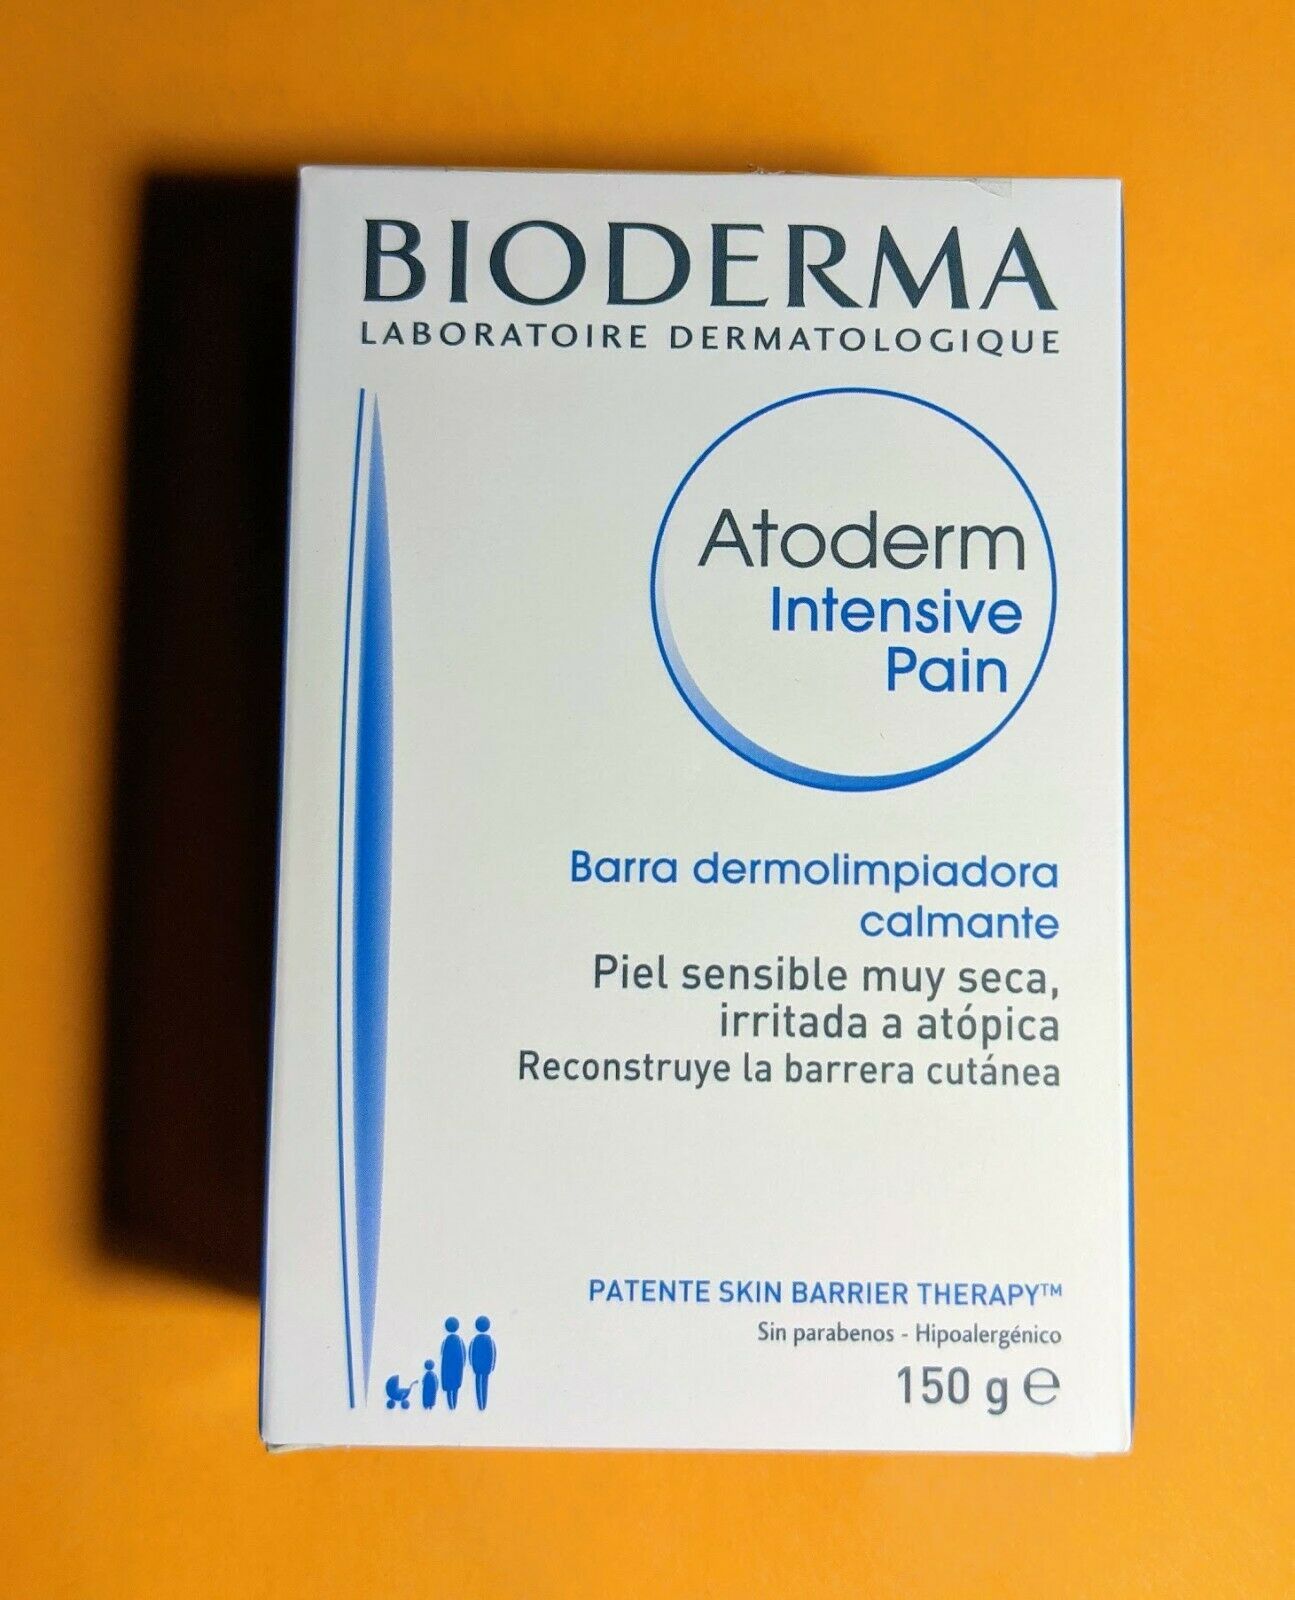 BIODERMA
LABORATOIRE DERMATOLOGIQUE
Atoderm
Intensive
Pain
Barra dermolimpiadora
calmante
Piel sensible muy seca,
irritada a atópica
Reconstruye la barrera cutánea
PATENTE SKIN BARRIER THERAPY™
Sin parabenos - Hipoalergénico
150 g ℮